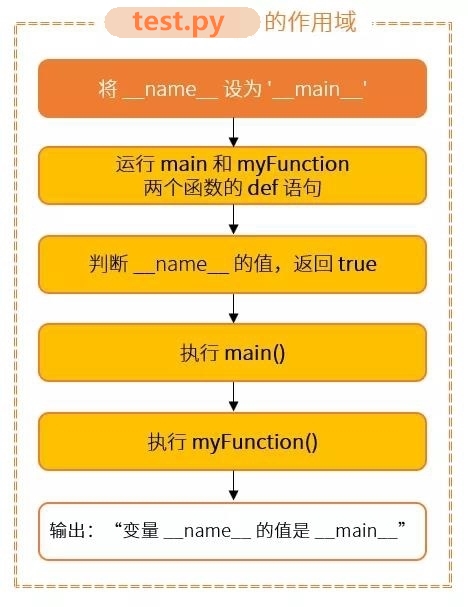 test.py 的作用域
将 __name__ 设为 '__main__'
运行 main 和 myFunction
两个函数的 def 语句
判断 __name__ 的值，返回 true
执行 main()
执行 myFunction()
输出：“变量 __name__ 的值是 __main__”